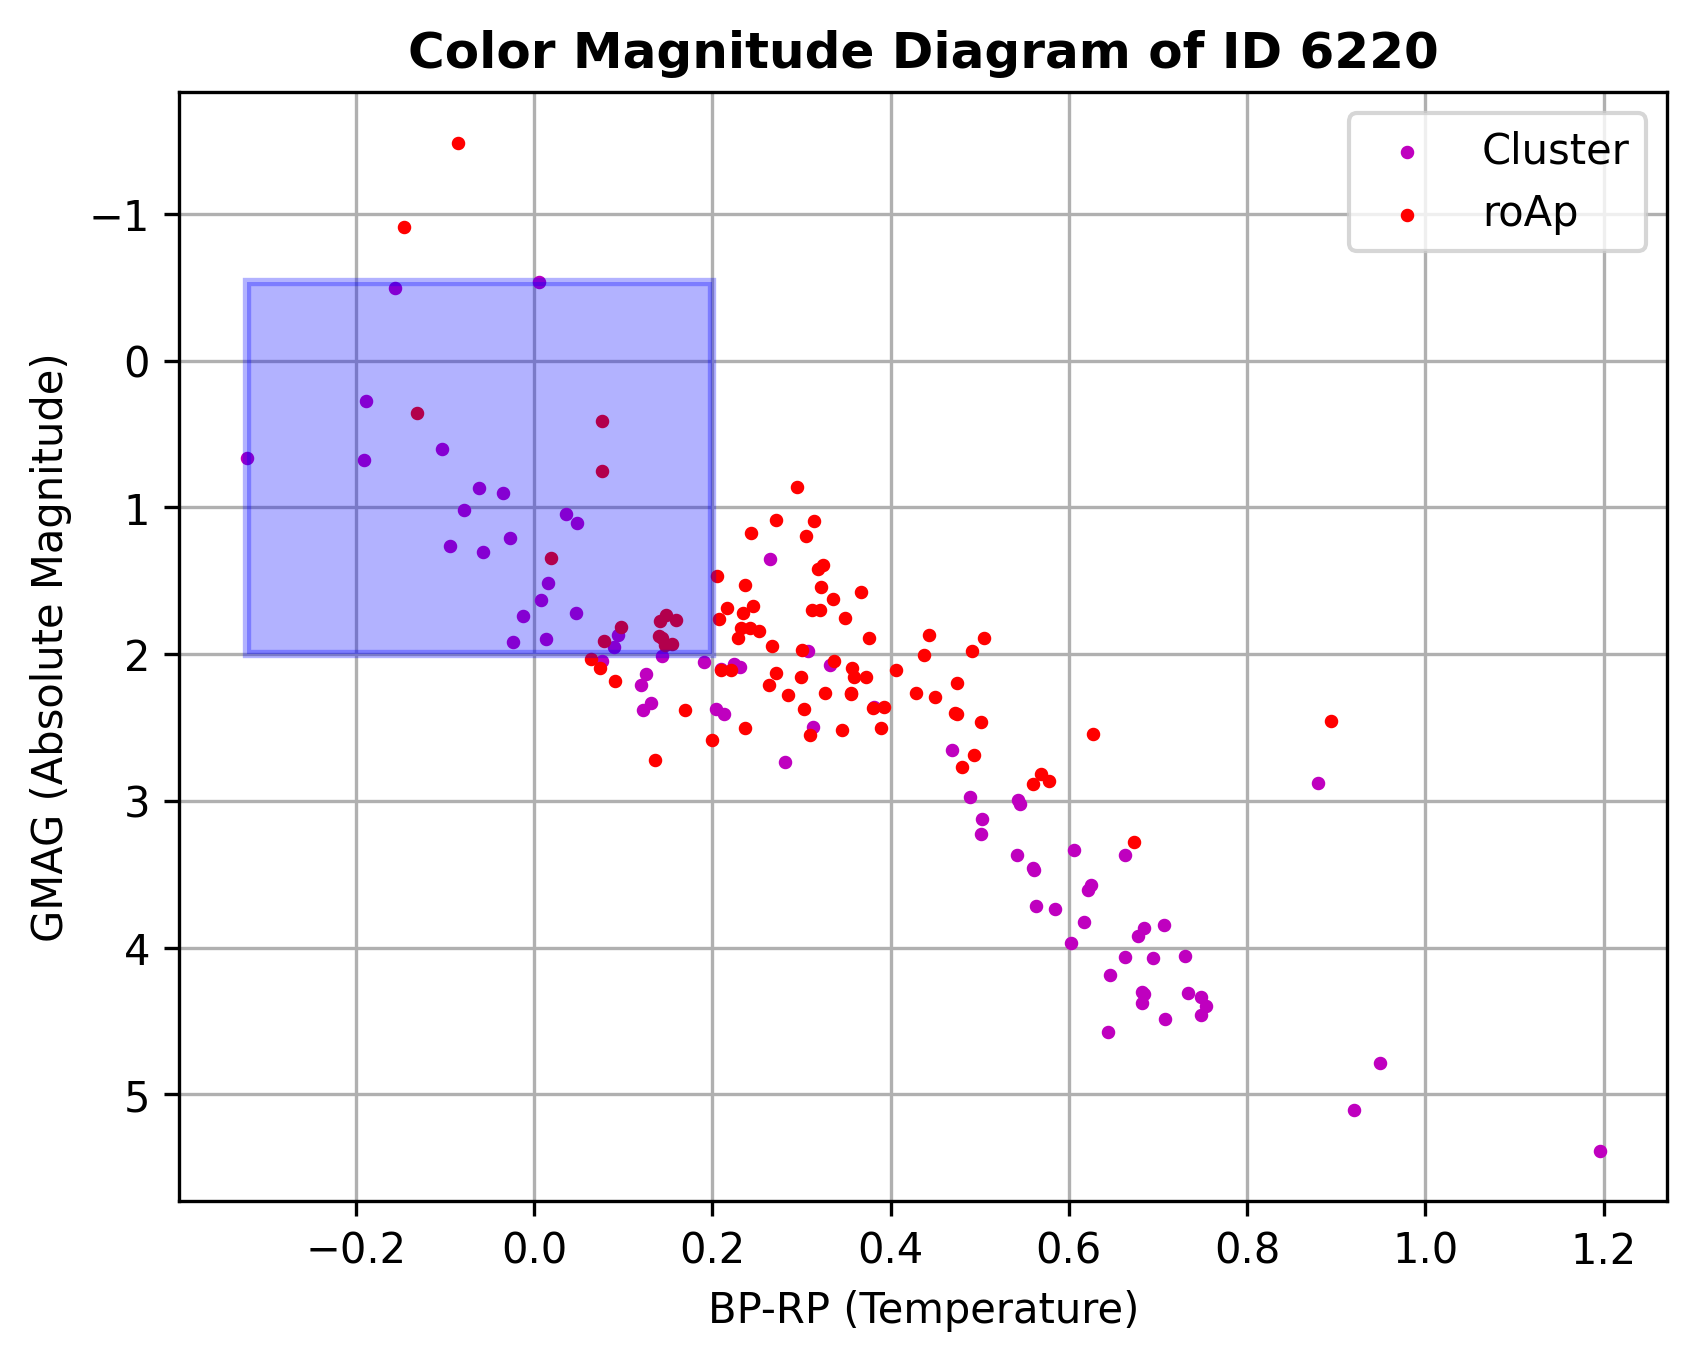 Color Magnitude Diagram of ID 6220
Cluster
roAp
−1
0
1
2
3
4
5
GMAG (Absolute Magnitude)
−0.2 0.0 0.2 0.4 0.6 0.8 1.0 1.2
BP-RP (Temperature)